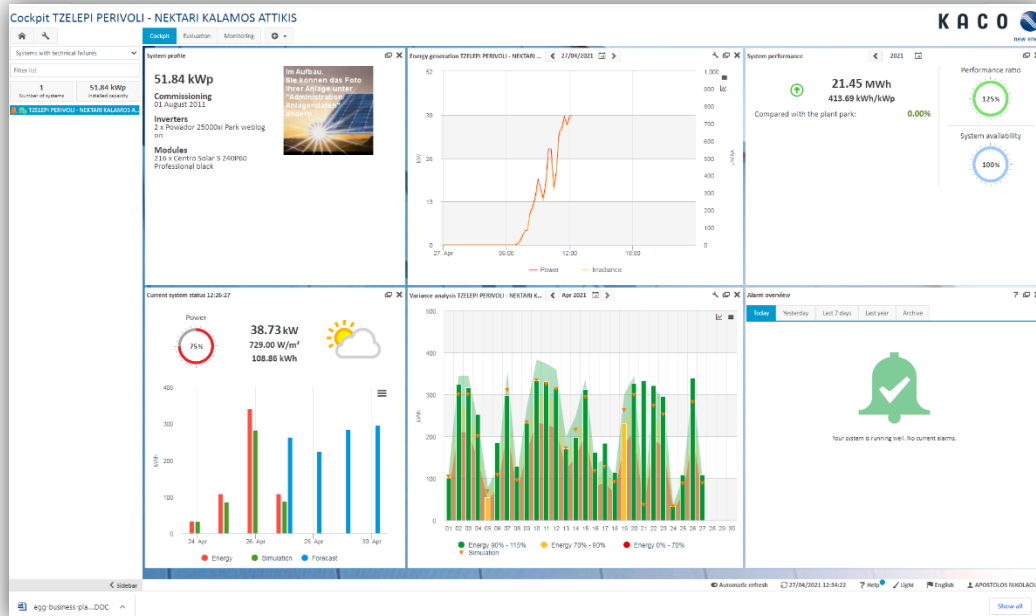 Cockpit TZELEPI PERIVOLI - NEKTARI KALAMOS ATTIKIS
KACO
new energy
Cockpit
Evaluation
Monitoring
Systems with technical failures
Filter list
1
Number of systems
51.84 kWp
Installed capacity
TZELEPI PERIVOLI - NEKTARI KALAMOS A...
System profile
51.84 kWp
Commissioning
01 August 2011
Inverters
2 x Powador 25000xi Park weblog
on
Modules
216 x Centro Solar S 240P60
Professional black
Im Aufbau.
Sie können das Foto
Ihrer Anlage unter
"Administration
Anlagendaten"
ändern
Energy generation TZELEPI PERIVOLI - NEKTARI ...
27/04/2021
52
39
26
13
0
kW
1,000
900
800
700
600
500
400
300
200
100
0
W/m²
27. Apr
06:00
12:00
18:00
Power
Irradiance
System performance
2021
21.45 MWh
413.69 kWh/kWp
Compared with the plant park:
0.00%
Performance ratio
125%
System availability
100%
Current system status 12:26:27
Power
75%
38.73 kW
729.00 W/m²
108.86 kWh
400
300
200
100
0
kWh
24. Apr
26. Apr
28. Apr
30. Apr
Energy
Simulation
Forecast
Variance analysis TZELEPI PERIVOLI - NEKTARI K...
Apr 2021
500
400
300
200
100
0
kWh
01 02 03 04 05 06 07 08 09 10 11 12 13 14 15 16 17 18 19 20 21 22 23 24 25 26 27 28 29 30
Energy 90% - 115%
Energy 70% - 90%
Energy 0% - 70%
Simulation
Alarm overview
?
Today
Yesterday
Last 7 days
Last year
Archive
Your system is running well. No current alarms.
Sidebar
Automatic refresh
27/04/2021 12:34:22
? Help
Light
English
APOSTOLOS NIKOLAOU
egg-business-pla....DOC
Show all